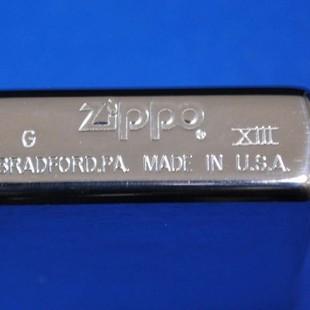 Zippo®
G XIII
BRADFORD,PA. MADE IN U.S.A.